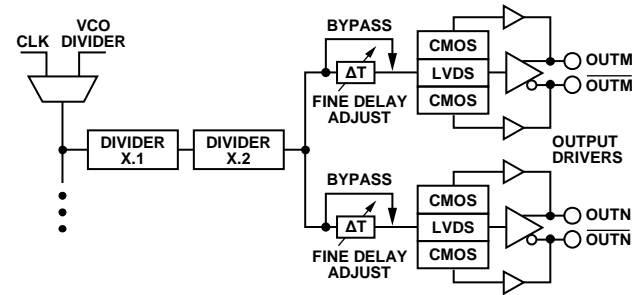 CLK
VCO
DIVIDER
DIVIDER
X.1
DIVIDER
X.2
BYPASS
ΔT
FINE DELAY
ADJUST
CMOS
LVDS
CMOS
OUTM
OUTM
OUTPUT
DRIVERS
BYPASS
ΔT
FINE DELAY
ADJUST
CMOS
LVDS
CMOS
OUTN
OUTN